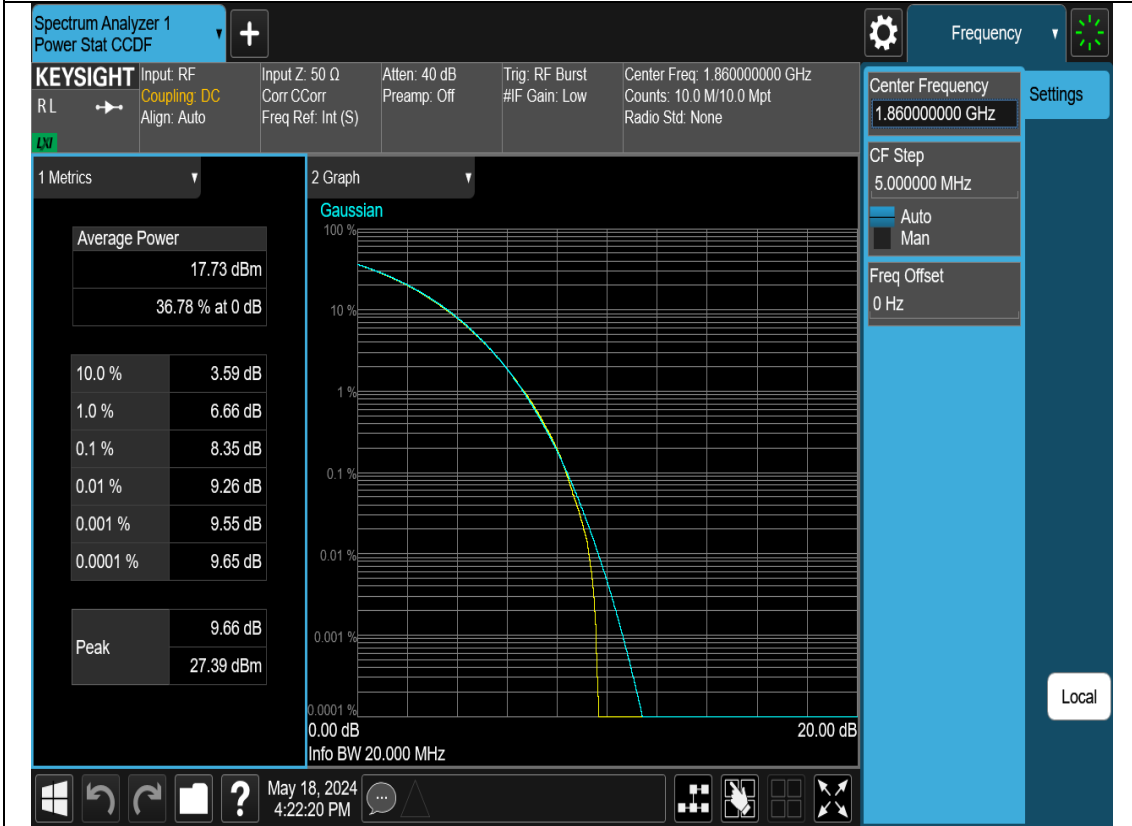 Spectrum Analyzer 1
Power Stat CCDF
Frequency
KEYSIGHT
RL
LXI
Input: RF
Coupling: DC
Align: Auto
Input Z: 50 Ω
Corr CCorr
Freq Ref: Int (S)
Atten: 40 dB
Preamp: Off
Trig: RF Burst
#IF Gain: Low
Center Freq: 1.860000000 GHz
Counts: 10.0 M/10.0 Mpt
Radio Std: None
Center Frequency
1.860000000 GHz
Settings
CF Step
5.000000 MHz
Auto
Man
Freq Offset
0 Hz
Local
1 Metrics
Average Power
17.73 dBm
36.78 % at 0 dB
10.0 % 3.59 dB
1.0 % 6.66 dB
0.1 % 8.35 dB
0.01 % 9.26 dB
0.001 % 9.55 dB
0.0001 % 9.65 dB
Peak
9.66 dB
27.39 dBm
2 Graph
Gaussian
100 %
10 %
1 %
0.1 %
0.01 %
0.001 %
0.0001 %
0.00 dB 20.00 dB
Info BW 20.000 MHz
?
May 18, 2024
4:22:20 PM